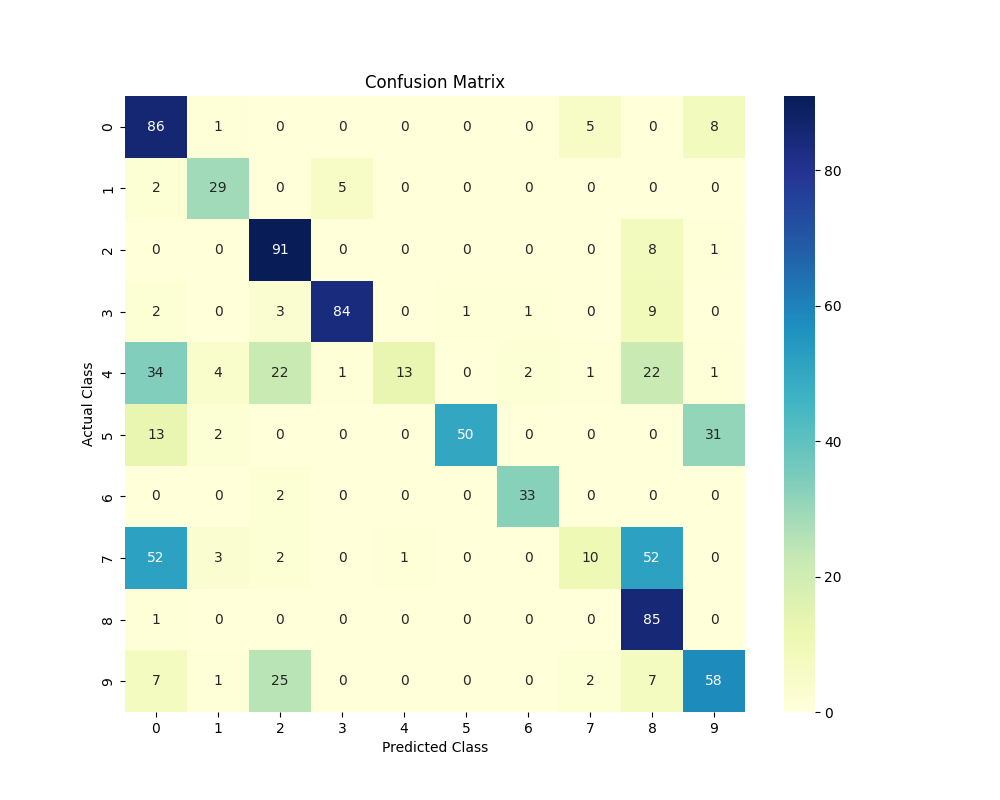 Confusion Matrix
0 86 1 0 0 0 0 0 5 0 8
1 2 29 0 5 0 0 0 0 0 0
80
2 0 0 91 0 0 0 0 0 8 1
3 2 0 3 84 0 1 1 0 9 0
60
4 34 4 22 1 13 0 2 1 22 1
Actual Class
5 13 2 0 0 0 50 0 0 0 31
40
6 0 0 2 0 0 0 33 0 0 0
7 52 3 2 0 1 0 0 10 52 0
20
8 1 0 0 0 0 0 0 0 85 0
9 7 1 25 0 0 0 0 2 7 58
0
0 1 2 3 4 5 6 7 8 9
Predicted Class